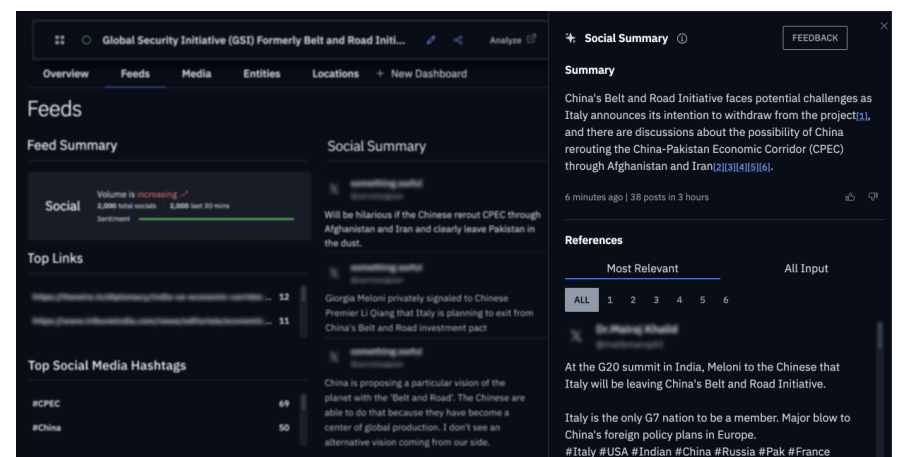 Global Security Initiative (GSI) Formerly Belt and Road Initi...
Analyze
Overview
Feeds
Media
Entities
Locations
+ New Dashboard
Feeds
Feed Summary
Social
Volume is increasing
2,000 total socials 2,000 last 30 mins
Sentiment
Top Links
... 12
... 11
Top Social Media Hashtags
#CPEC 69
#China 50
Social Summary
Will be hilarious if the Chinese rerout CPEC through
Afghanistan and Iran and clearly leave Pakistan in
the dust.
Giorgia Meloni privately signaled to Chinese
Premier Li Qiang that Italy is planning to exit from
China's Belt and Road investment pact
China is proposing a particular vision of the
planet with the 'Belt and Road'. The Chinese are
able to do that because they have become a
center of global production. I don't see an
alternative vision coming from our side.
Social Summary
FEEDBACK
Summary
China's Belt and Road Initiative faces potential challenges as
Italy announces its intention to withdraw from the project[1],
and there are discussions about the possibility of China
rerouting the China-Pakistan Economic Corridor (CPEC)
through Afghanistan and Iran[2][3][4][5][6].
6 minutes ago | 38 posts in 3 hours
References
Most Relevant
All Input
ALL 1 2 3 4 5 6
At the G20 summit in India, Meloni to the Chinese that
Italy will be leaving China's Belt and Road Initiative.
Italy is the only G7 nation to be a member. Major blow to
China's foreign policy plans in Europe.
#Italy #USA #Indian #China #Russia #Pak #France